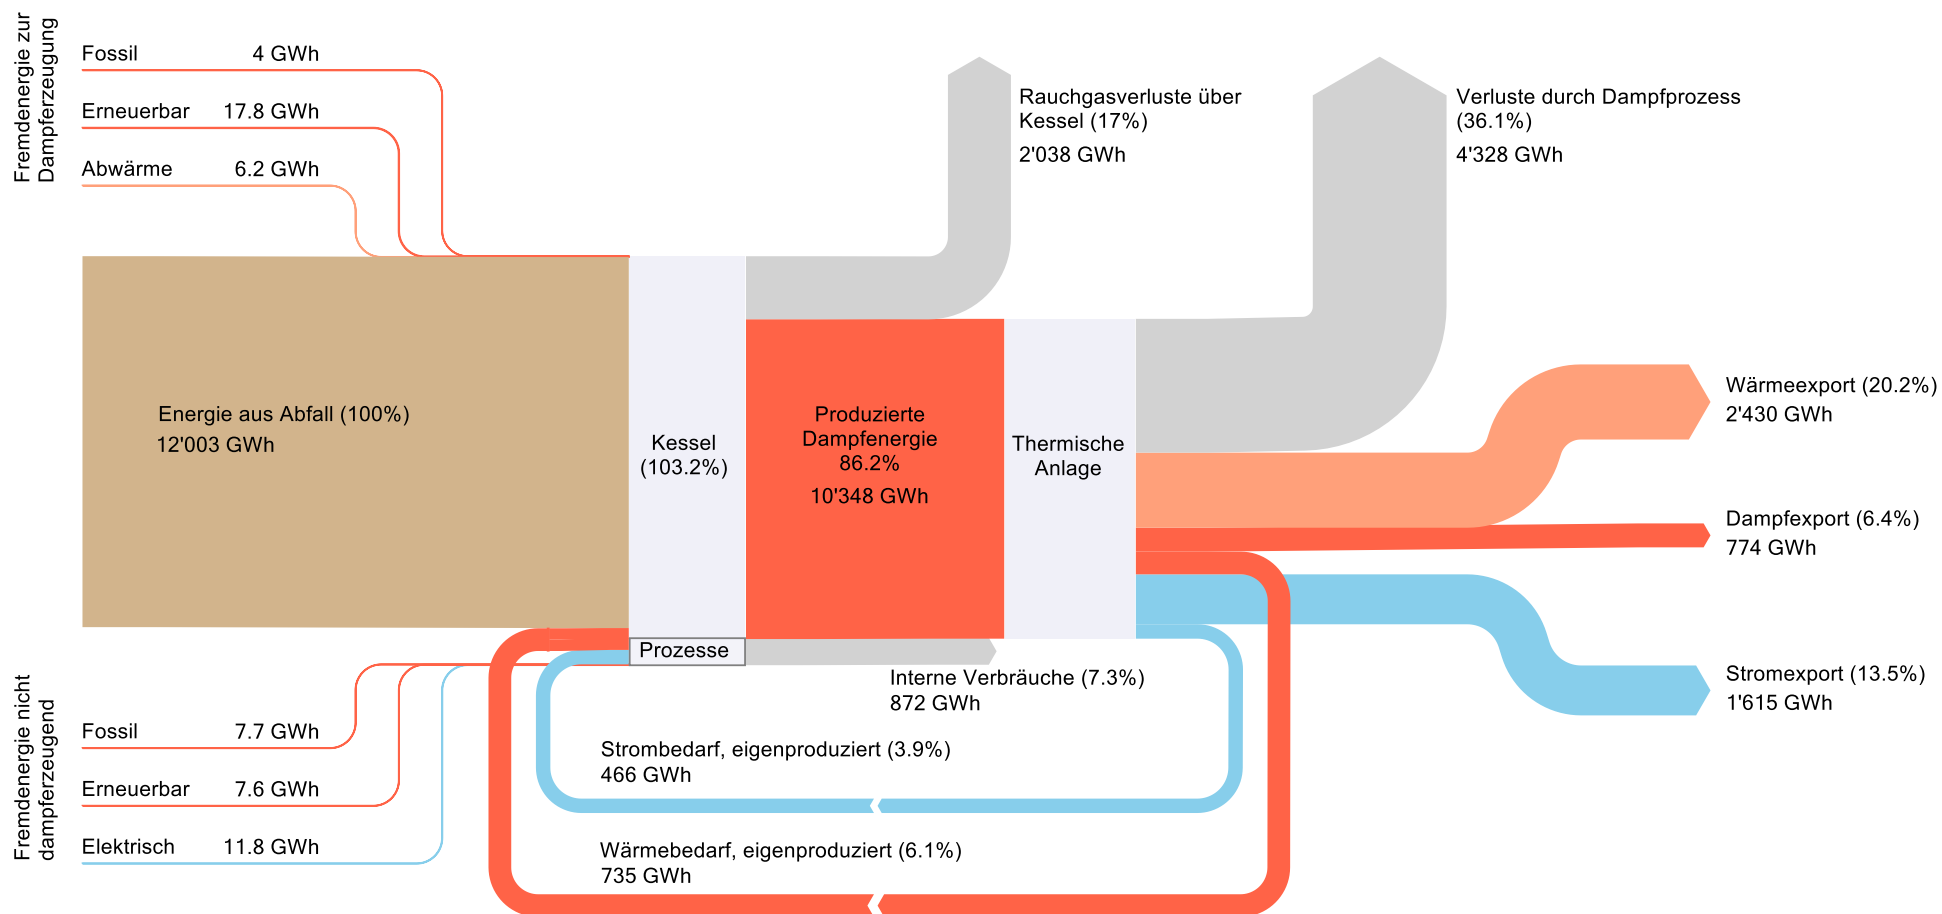 Fremdenergie zur
Dampferzeugung
Fossil 4 GWh
Erneuerbar 17.8 GWh
Abwärme 6.2 GWh
Rauchgasverluste über
Kessel (17%)
2'038 GWh
Verluste durch Dampfprozess
(36.1%)
4'328 GWh
Energie aus Abfall (100%)
12'003 GWh
Kessel
(103.2%)
Produzierte
Dampfenergie
86.2%
10'348 GWh
Thermische
Anlage
Wärmeexport (20.2%)
2'430 GWh
Dampfexport (6.4%)
774 GWh
Stromexport (13.5%)
1'615 GWh
Prozesse
Interne Verbräuche (7.3%)
872 GWh
Fremdenergie nicht
dampferzeugend
Fossil 7.7 GWh
Erneuerbar 7.6 GWh
Elektrisch 11.8 GWh
Strombedarf, eigenproduziert (3.9%)
466 GWh
Wärmebedarf, eigenproduziert (6.1%)
735 GWh